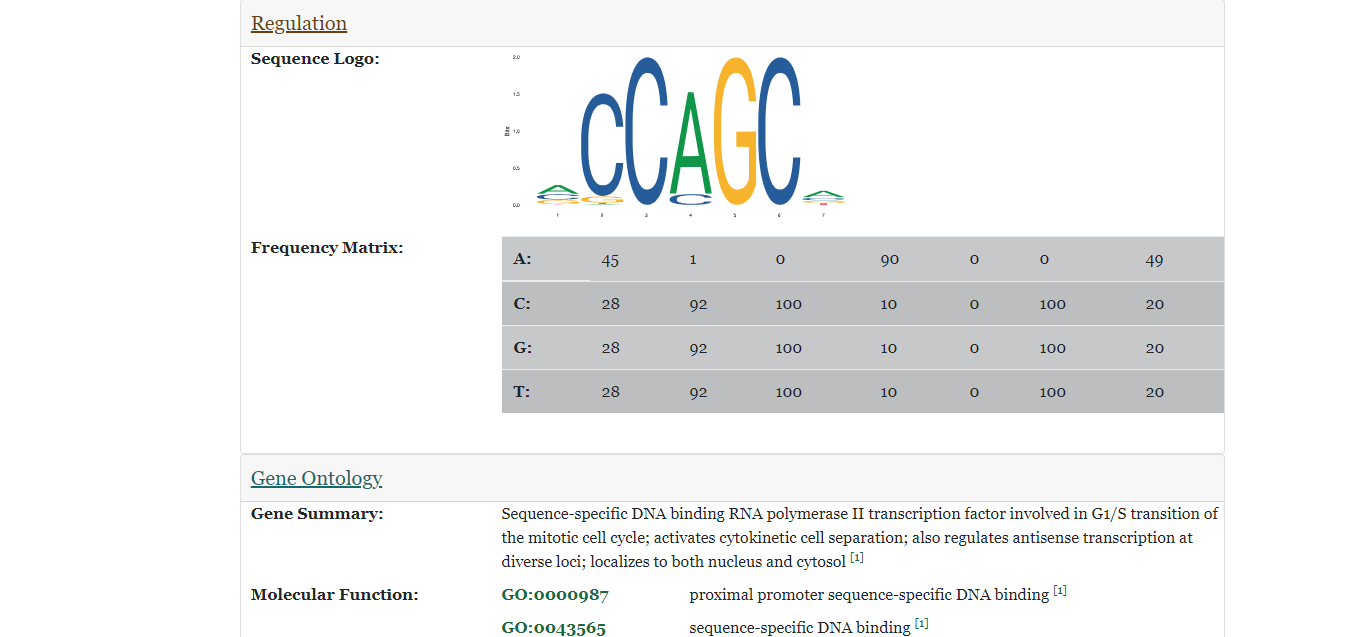 Regulation
Sequence Logo:
2.0
1.5
Bits 1.0
0.5
0.0
A C G C G C A C G A C
1 2 3 4 5 6 7
Frequency Matrix:
A: 45 1 0 90 0 0 49
C: 28 92 100 10 0 100 20
G: 28 92 100 10 0 100 20
T: 28 92 100 10 0 100 20
Gene Ontology
Gene Summary: Sequence-specific DNA binding RNA polymerase II transcription factor involved in G1/S transition of
the mitotic cell cycle; activates cytokinetic cell separation; also regulates antisense transcription at
diverse loci; localizes to both nucleus and cytosol [1]
Molecular Function: GO:0000987 proximal promoter sequence-specific DNA binding [1]
GO:0043565 sequence-specific DNA binding [1]